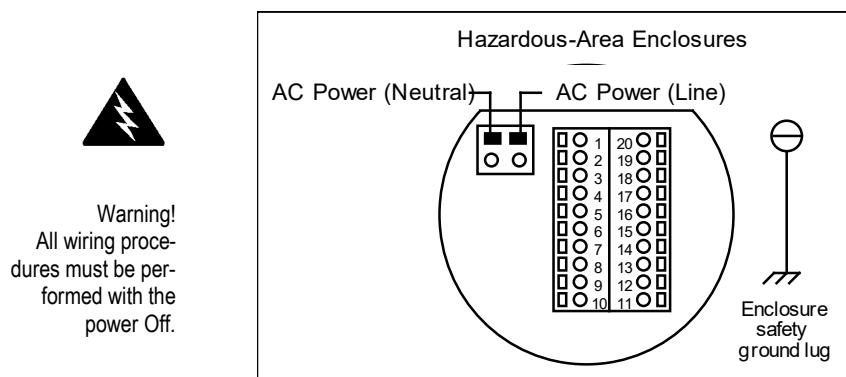 Hazardous-Area Enclosures
AC Power (Neutral)
AC Power (Line)
1 20
2 19
3 18
4 17
5 16
6 15
7 14
8 13
9 12
10 11
Enclosure
safety
ground lug
Warning!
All wiring proce-
dures must be per-
formed with the
power Off.